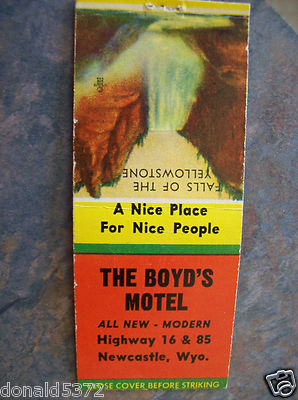 FALLS OF THE
YELLOWSTONE
A Nice Place
For Nice People
THE BOYD'S
MOTEL
ALL NEW - MODERN
Highway 16 & 85
Newcastle, Wyo.
COVER BEFORE STRIKING
donald5372